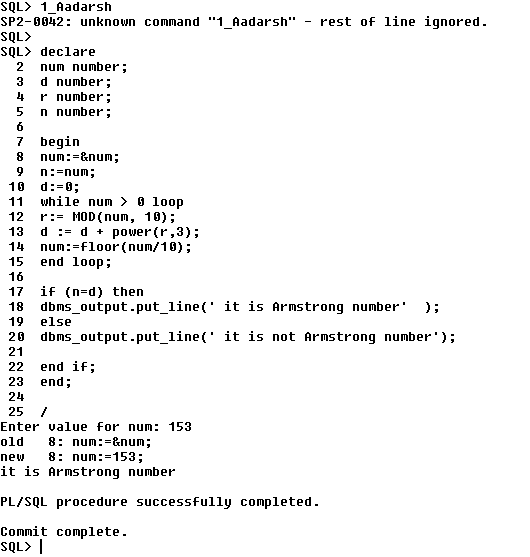 SQL> 1_Aadarsh
SP2-0042: unknown command "1_Aadarsh" - rest of line ignored.
SQL>
SQL> declare
  2  num number;
  3  d number;
  4  r number;
  5  n number;
  6
  7  begin
  8  num:=&num;
  9  n:=num;
 10  d:=0;
 11  while num > 0 loop
 12  r:= MOD(num, 10);
 13  d := d + power(r,3);
 14  num:=floor(num/10);
 15  end loop;
 16
 17  if (n=d) then
 18  dbms_output.put_line(' it is Armstrong number'  );
 19  else
 20  dbms_output.put_line(' it is not Armstrong number');
 21
 22  end if;
 23  end;
 24
 25  /
Enter value for num: 153
old   8: num:=&num;
new   8: num:=153;
it is Armstrong number

PL/SQL procedure successfully completed.

Commit complete.
SQL>